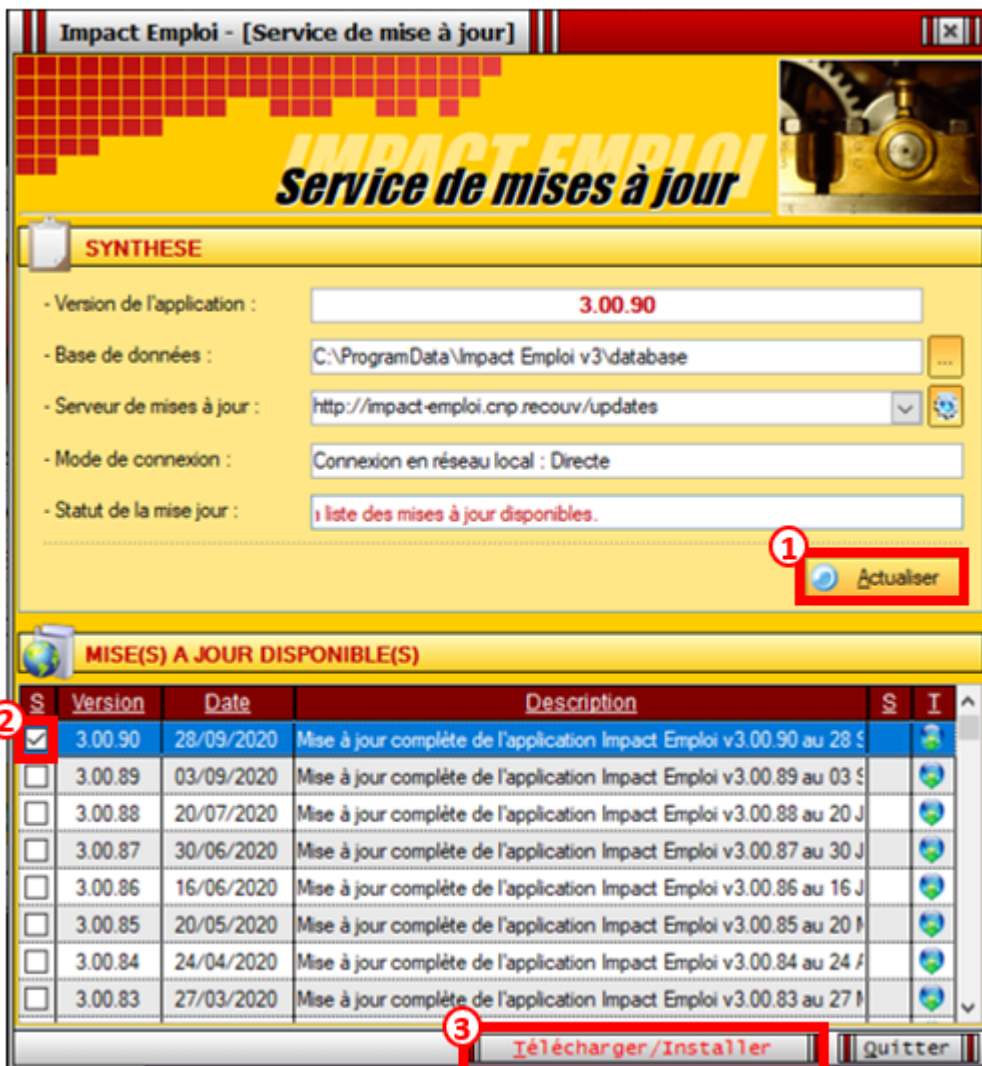 Impact Emploi - [Service de mise à jour]
IMPACT EMPLOI
Service de mises à jour
SYNTHESE
- Version de l'application : 3.00.90
- Base de données : C:\ProgramData\Impact Emploi v3\database ...
- Serveur de mises à jour : http://impact-emploi.cnp.recouv/updates
- Mode de connexion : Connexion en réseau local : Directe
- Statut de la mise jour : liste des mises à jour disponibles.
1
Actualiser
MISE(S) A JOUR DISPONIBLE(S)
S Version Date Description S T
2
3.00.90 28/09/2020 Mise à jour complète de l'application Impact Emploi v3.00.90 au 28 S
3.00.89 03/09/2020 Mise à jour complète de l'application Impact Emploi v3.00.89 au 03 S
3.00.88 20/07/2020 Mise à jour complète de l'application Impact Emploi v3.00.88 au 20 J
3.00.87 30/06/2020 Mise à jour complète de l'application Impact Emploi v3.00.87 au 30 J
3.00.86 16/06/2020 Mise à jour complète de l'application Impact Emploi v3.00.86 au 16 J
3.00.85 20/05/2020 Mise à jour complète de l'application Impact Emploi v3.00.85 au 20 M
3.00.84 24/04/2020 Mise à jour complète de l'application Impact Emploi v3.00.84 au 24 A
3.00.83 27/03/2020 Mise à jour complète de l'application Impact Emploi v3.00.83 au 27 M
3
Télécharger/Installer Quitter